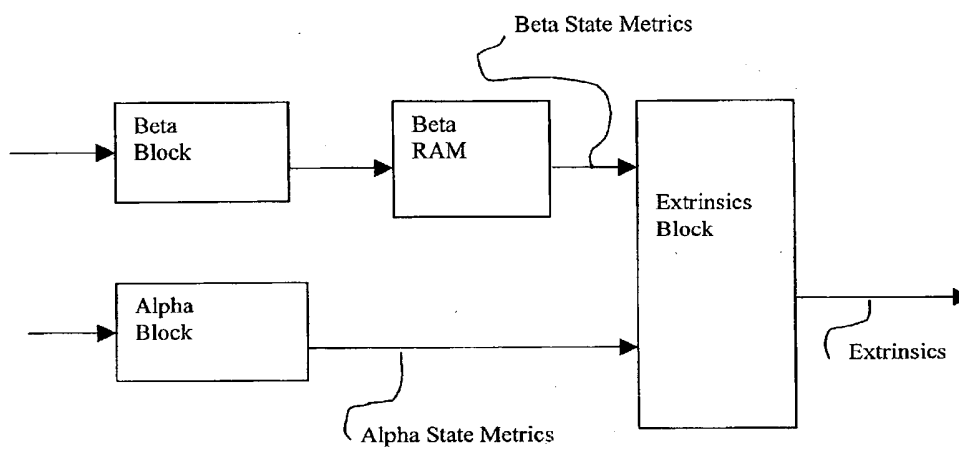 Beta State Metrics
Beta
Block
Beta
RAM
Extrinsics
Block
Alpha
Block
Extrinsics
Alpha State Metrics